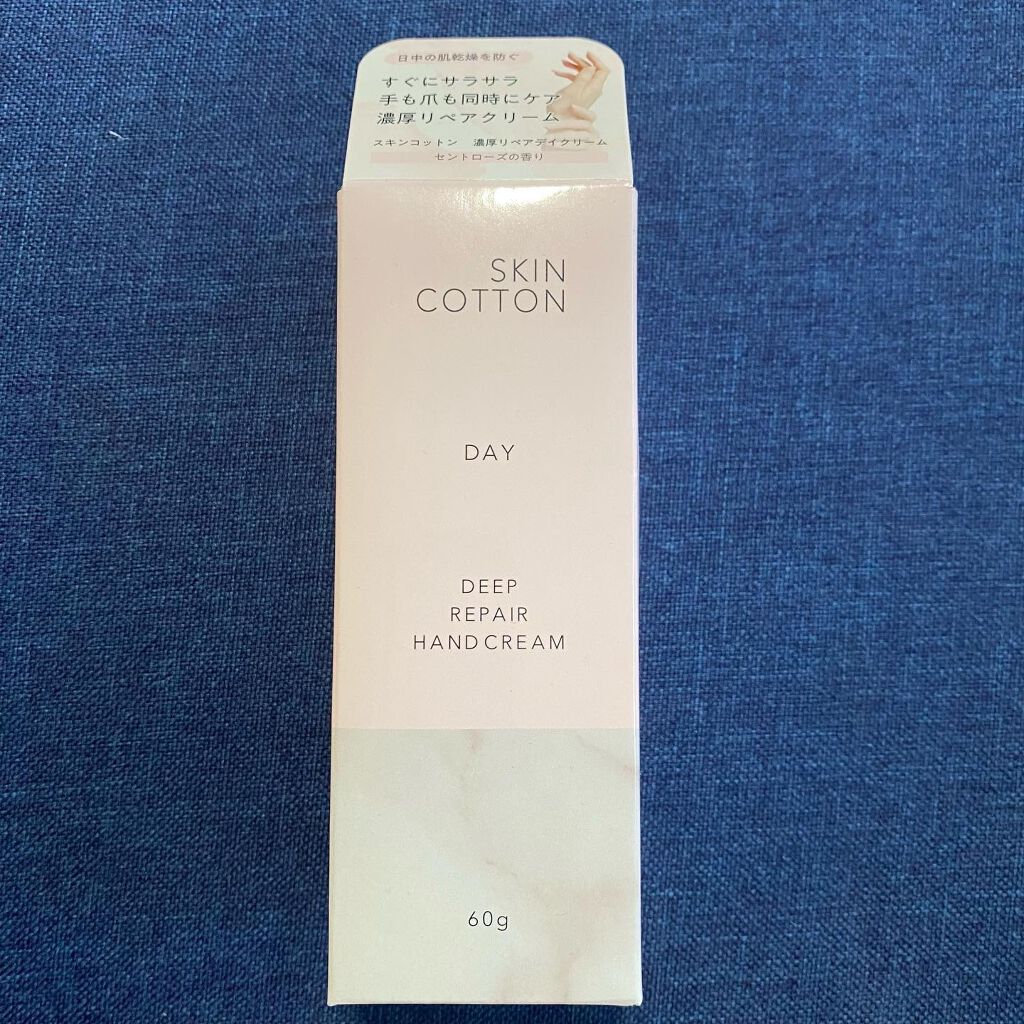 日中の肌乾燥を防ぐ
すぐにサラサラ
手も爪も同時にケア
濃厚リペアクリーム
スキンコットン 濃厚リペアデイクリーム
セントローズの香り
SKIN
COTTON
DAY
DEEP
REPAIR
HAND CREAM
60g